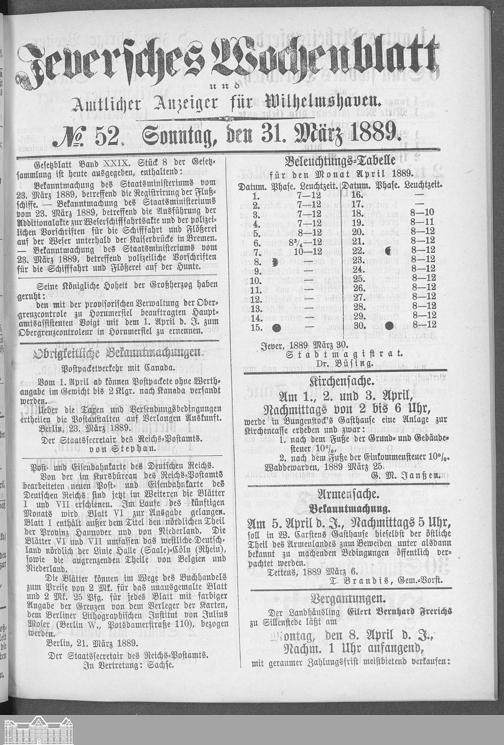 Jeversches Wochenblatt
und
Amtlicher Anzeiger für Wilhelmshaven.
№ 52. Sonntag, den 31. März 1889.
Gesetzblatt Band XXIX. Stück 8 der Gesetz-
sammlung ist heute ausgegeben, enthaltend:
Bekanntmachung des Staatsministeriums vom
23. März 1889, betreffend die Registrirung der Fluß-
schiffe. — Bekanntmachung des Staatsministeriums
vom 23. März 1889, betreffend die Ausführung der
Additionalakte zur Weserschifffahrtsakte und der polizei-
lichen Vorschriften für die Schifffahrt und Flößerei
auf der Weser unterhalb der Kaiserbrücke in Bremen.
— Bekanntmachung des Staatsministeriums vom
23. März 1889, betreffend polizeiliche Vorschriften
für die Schifffahrt und Flößerei auf der Hunte.
Seine Königliche Hoheit der Großherzog haben
geruht:
den mit der provisorischen Verwaltung der Ober-
grenzcontrole zu Horumersiel beauftragten Haupt-
amtsassistenten Voigt mit dem 1. April d. J. zum
Obergrenzcontroleur in Horumersiel zu ernennen.
Obrigkeitliche Bekanntmachungen.
Postpacketverkehr mit Canada.
Vom 1. April ab können Postpackete ohne Werth-
angabe im Gewicht bis 2 Klgr. nach Kanada versandt
werden.
Ueber die Taxen und Versendungsbedingungen
ertheilen die Postanstalten auf Verlangen Auskunft.
Berlin, 23. März 1889.
Der Staatssecretair des Reichs-Postamts.
von Stephan.
Post- und Eisenbahnkarte des Deutschen Reichs.
Von der im Kursbüreau des Reichs-Postamts
bearbeiteten neuen Post- und Eisenbahnkarte des
Deutschen Reichs sind jetzt im Weiteren die Blätter
I und VII erschienen. Im Laufe des künftigen
Monats wird Blatt VI zur Ausgabe gelangen.
Blatt I enthält außer dem Titel den nördlichen Theil
der Provinz Hannover und von Niederland. Die
Blätter VI und VII umfassen das westliche Deutsch-
land nördlich der Linie Halle (Saale)-Cöln (Rhein),
sowie die angrenzenden Theile von Belgien und
Niederland.
Die Blätter können im Wege des Buchhandels
zum Preise von 2 Mk. für das unausgemalte Blatt
und 2 Mk. 25 Pfg. für jedes Blatt mit farbiger
Angabe der Grenzen von dem Verleger der Karten,
dem Berliner Lithographischen Institut von Julius
Moser (Berlin W., Potsdamerstraße 110), bezogen
werden.
Berlin, 21. März 1889.
Der Staatssecretair des Reichs-Postamts.
In Vertretung: Sachse.
Beleuchtungs-Tabelle
für den Monat April 1889.
Datum. Phase. Leuchtzeit. Datum. Phase. Leuchtzeit.
1. 7—12 16. —
2. 7—12 17. —
3. 7—12 18. 8—10
4. 7—12 19. 8—11
5. 8—12 20. 8—12
6. 8¾—12 21. 8—12
7. 10—12 22. 8—12
8. — 23. 8—12
9. — 24. 8—12
10. — 25. 8—12
11. — 26. 8—12
12. — 27. 8—12
13. — 28. 8—12
14. — 29. 8—12
15. — 30. 8—12
Jever, 1889 März 30.
Stadtmagistrat.
Dr. Büsing.
Kirchensache.
Am 1., 2. und 3. April,
Nachmittags von 2 bis 6 Uhr,
werde in Bungenstock's Gasthause eine Anlage zur
Kirchencasse erheben und zwar:
1. nach dem Fuße der Grund- und Gebäude-
steuer 10%,
2. nach dem Fuße der Einkommensteuer 10%.
Waddewarden, 1889 März 25.
G. M. Janßen.
Armensache.
Bekanntmachung.
Am 5. April d. J., Nachmittags 5 Uhr,
soll in W. Carstens Gasthause hieselbst der östliche
Theil des Armenlandes zum Beweiden unter alsdann
bekannt zu machenden Bedingungen öffentlich ver-
pachtet werden.
Tettens, 1889 März 6.
T. Brandis, Gem.-Vorst.
Vergantungen.
Der Landhäusling Eilert Bernhard Frerichs
zu Sillenstede läßt am
Montag, den 8. April d. J.,
Nachm. 1 Uhr anfangend,
mit geraumer Zahlungsfrist meistbietend verkaufen: